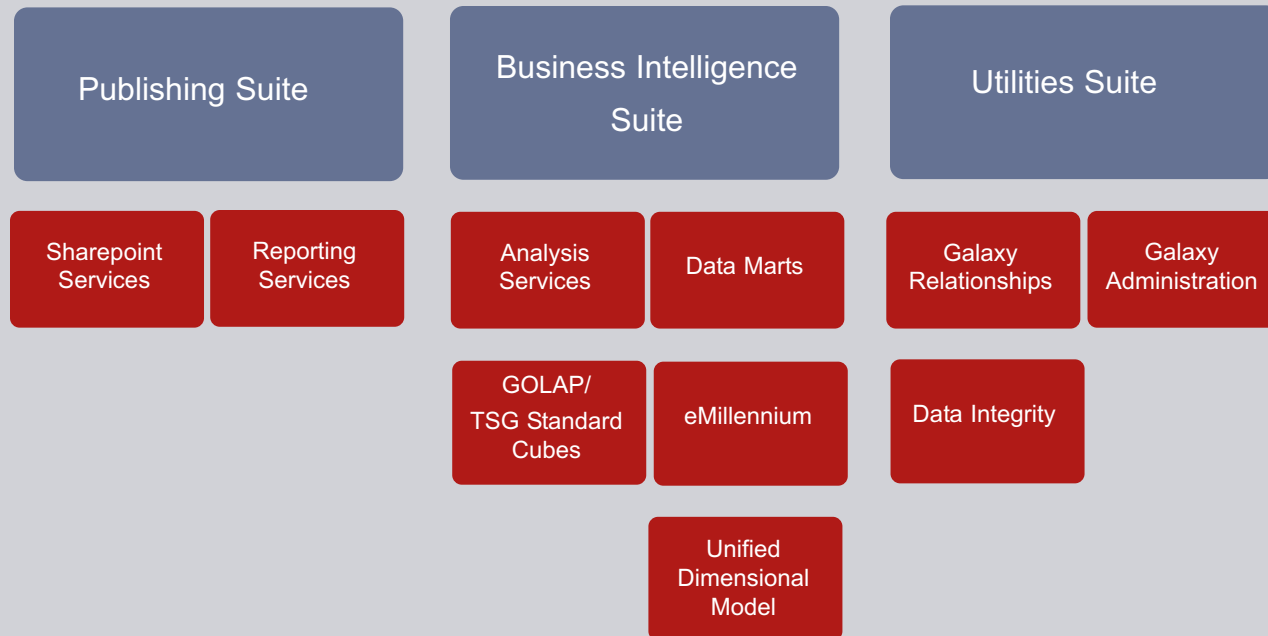 Publishing Suite
Business Intelligence
Suite
Utilities Suite
Sharepoint
Services
Reporting
Services
Analysis
Services
Data Marts
Galaxy
Relationships
Galaxy
Administration
GOLAP/
TSG Standard
Cubes
eMillennium
Data Integrity
Unified
Dimensional
Model